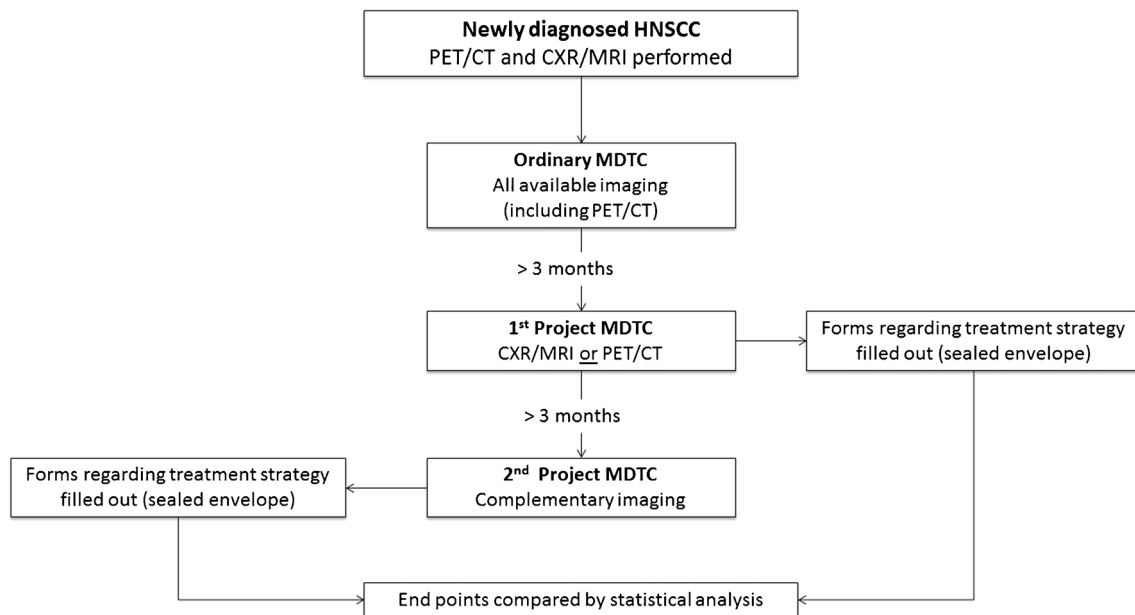 Newly diagnosed HNSCC
PET/CT and CXR/MRI performed
Ordinary MDTC
All available imaging
(including PET/CT)
> 3 months
1st Project MDTC
CXR/MRI or PET/CT
Forms regarding treatment strategy
filled out (sealed envelope)
> 3 months
2nd Project MDTC
Complementary imaging
Forms regarding treatment strategy
filled out (sealed envelope)
End points compared by statistical analysis